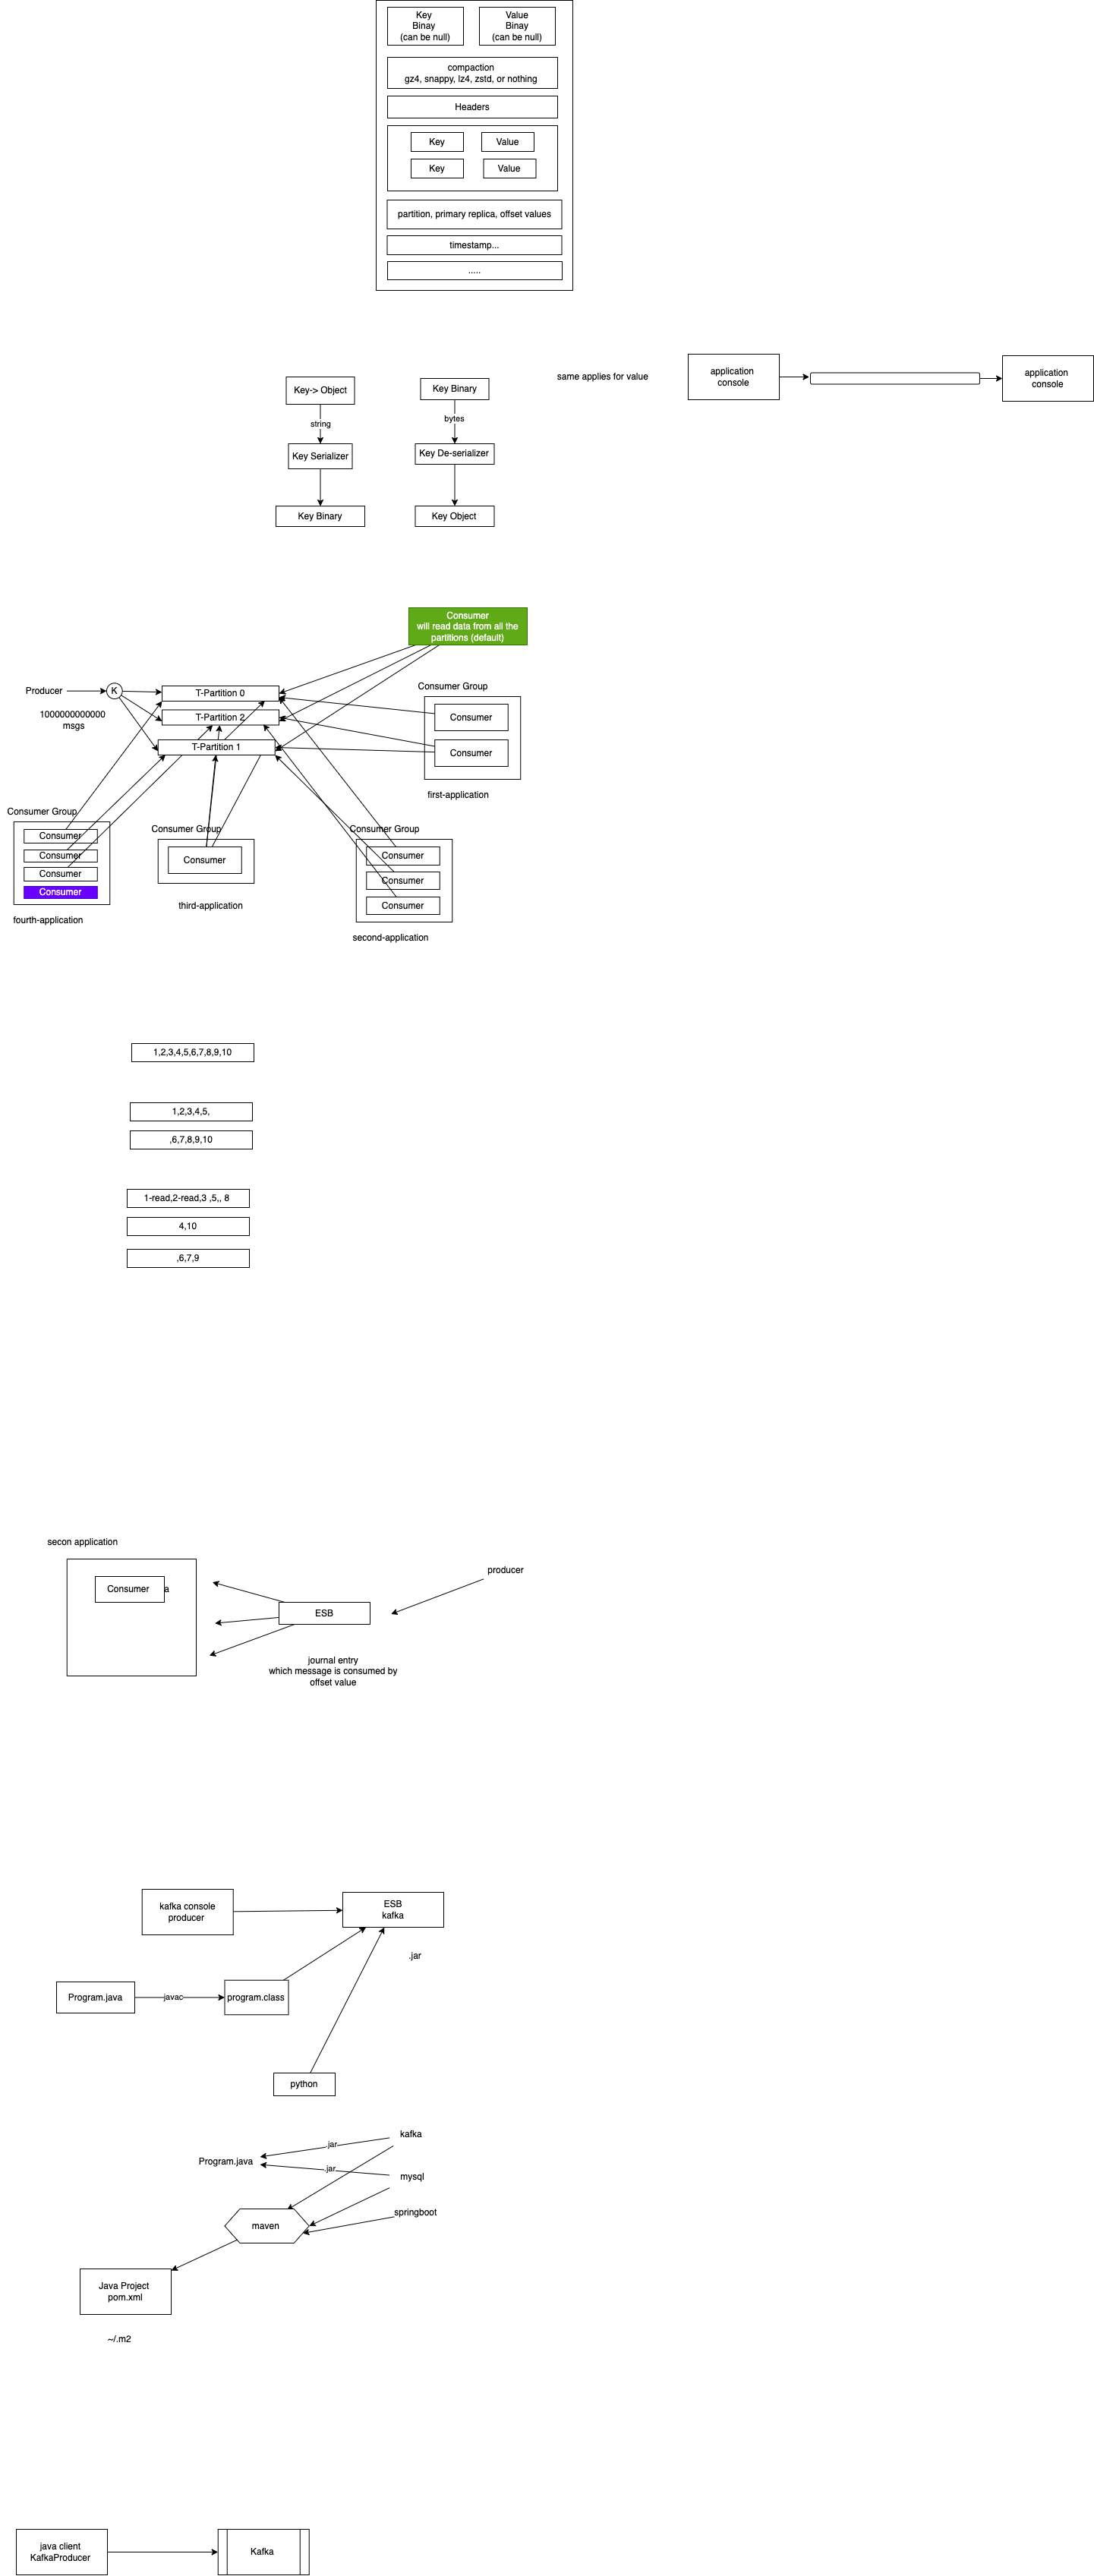 Key
Binay
(can be null)
Value
Binay
(can be null)
compaction
gz4, snappy, lz4, zstd, or nothing
Headers
Key
Value
Key
Value
partition, primary replica, offset values
timestamp...
.....
same applies for value
application
console
application
console
Key-> Object
string
Key Serializer
Key Binary
Key Binary
bytes
Key De-serializer
Key Object
Consumer
will read data from all the
partitions (default)
Producer
K
1000000000000
msgs
T-Partition 0
T-Partition 2
T-Partition 1
Consumer Group
Consumer
Consumer
first-application
Consumer Group
Consumer
Consumer
Consumer
Consumer
fourth-application
Consumer Group
Consumer
third-application
Consumer Group
Consumer
Consumer
Consumer
second-application
1,2,3,4,5,6,7,8,9,10
1,2,3,4,5,
,6,7,8,9,10
1-read,2-read,3 ,5,, 8
4,10
,6,7,9
secon application
Consumer
a
ESB
producer
journal entry
which message is consumed by
offset value
kafka console
producer
ESB
kafka
.jar
Program.java
javac
program.class
python
kafka
.jar
Program.java
.jar
mysql
springboot
maven
Java Project
pom.xml
~/.m2
java client
KafkaProducer
Kafka